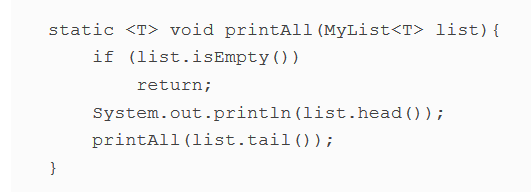 static <T> void printAll(MyList<T> list){
    if (list.isEmpty())
        return;
    System.out.println(list.head());
    printAll(list.tail());
}